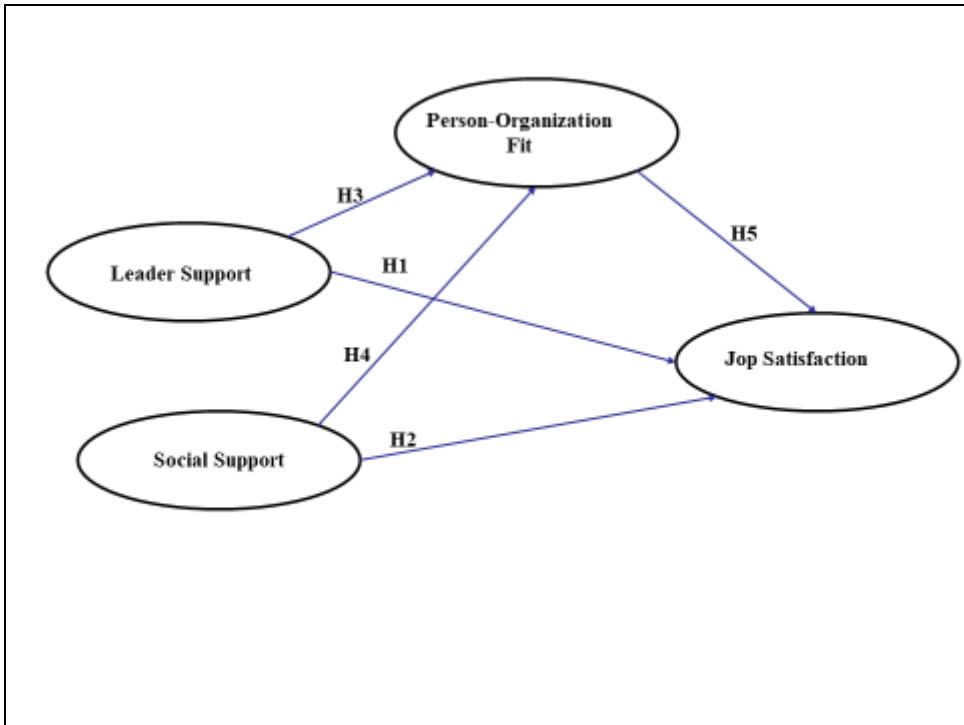 Person-Organization
Fit
H3
H5
Leader Support
H1
H4
Jop Satisfaction
H2
Social Support